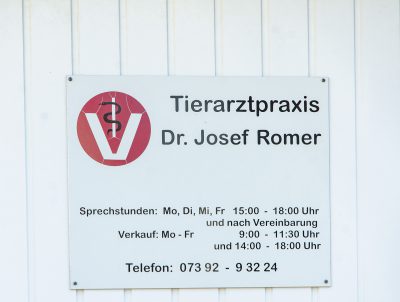 V
Tierarztpraxis
Dr. Josef Romer
Sprechstunden: Mo, Di, Mi, Fr 15:00 - 18:00 Uhr
und nach Vereinbarung
Verkauf: Mo - Fr 9:00 - 11:30 Uhr
und 14:00 - 18:00 Uhr
Telefon: 073 92 - 9 32 24